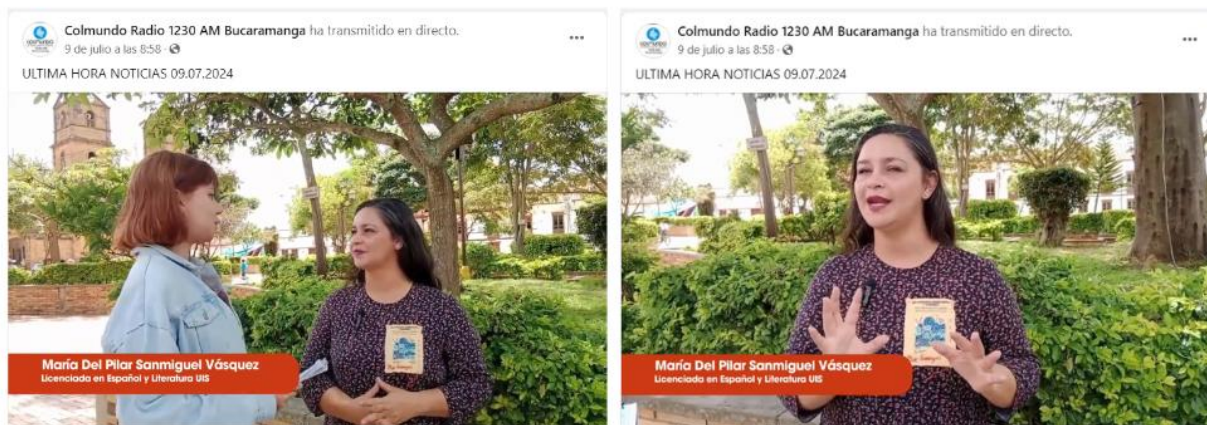 Colmundo Radio 1230 AM Bucaramanga ha transmitido en directo.
9 de julio a las 8:58 ·
ULTIMA HORA NOTICIAS 09.07.2024
María Del Pilar Sanmiguel Vásquez
Licenciada en Español y Literatura UIS
Colmundo Radio 1230 AM Bucaramanga ha transmitido en directo.
9 de julio a las 8:58 ·
ULTIMA HORA NOTICIAS 09.07.2024
María Del Pilar Sanmiguel Vásquez
Licenciada en Español y Literatura UIS